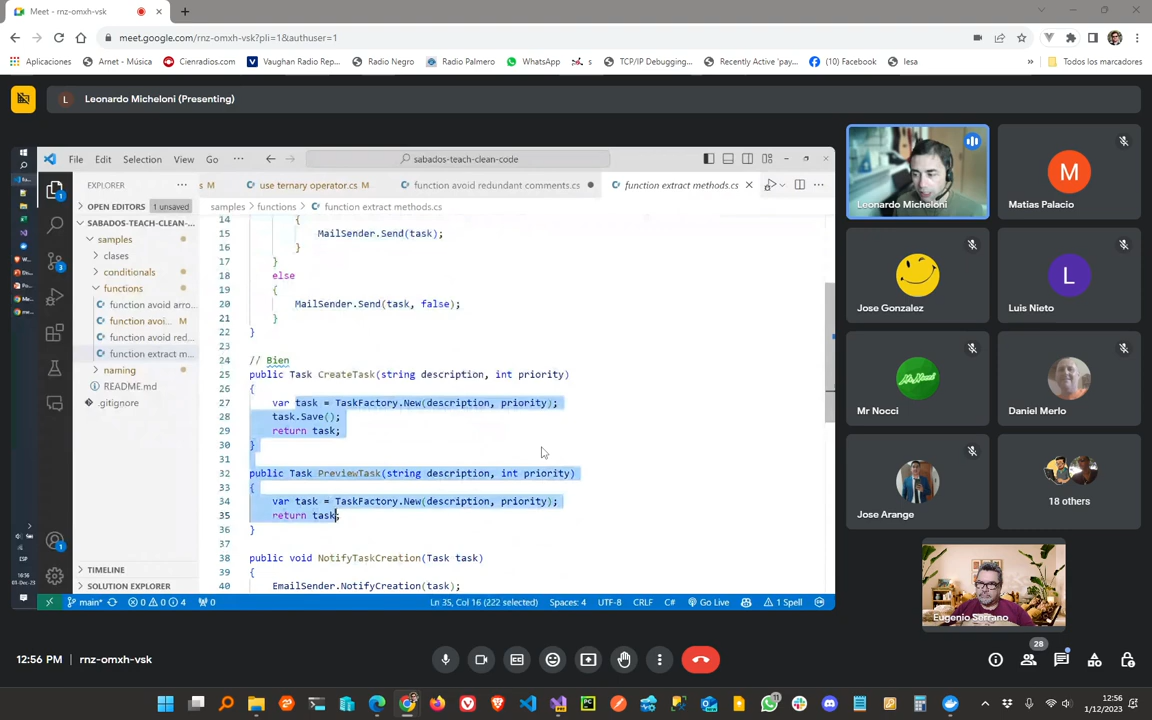 Meet - rnz-omxh-vsk
meet.google.com/rnz-omxh-vsk?pli=1&authuser=1
Aplicaciones
Arnet - Música
Cienradios.com
Vaughan Radio Rep...
Radio Negro
Radio Palmero
WhatsApp
s
TCP/IP Debugging...
Recently Active 'pay...
(10) Facebook
Iesa
»
Todos los marcadores
L
Leonardo Micheloni (Presenting)
File Edit Selection View Go ···
sabados-teach-clean-code
EXPLORER
s M
use ternary operator.cs M
function avoid redundant comments.cs
function extract methods.cs
OPEN EDITORS 1 unsaved
samples > functions > function extract methods.cs
SABADOS-TEACH-CLEAN-...
samples
clases
conditionals
functions
function avoid arro...
function avoi... M
function avoid red...
function extract m...
naming
README.md
.gitignore
TIMELINE
SOLUTION EXPLORER
14 {
15 MailSender.Send(task);
16 }
17 }
18 else
19 {
20 MailSender.Send(task, false);
21 }
22 }
23
24 // Bien
25 public Task CreateTask(string description, int priority)
26 {
27 var task = TaskFactory.New(description, priority);
28 task.Save();
29 return task;
30 }
31
32 public Task PreviewTask(string description, int priority)
33 {
34 var task = TaskFactory.New(description, priority);
35 return task;
36 }
37
38 public void NotifyTaskCreation(Task task)
39 {
40 EmailSender.NotifyCreation(task);
main*
0 0 4
0
Ln 35, Col 16 (222 selected)
Spaces: 4
UTF-8
CRLF
C#
Go Live
1 Spell
ESP
10:56
Leonardo Micheloni
M
Matias Palacio
Jose Gonzalez
L
Luis Nieto
Mr Nocci
Daniel Merlo
Jose Arange
18 others
Eugenio Serrano
12:56 PM
rnz-omxh-vsk
28
12:56
1/12/2023